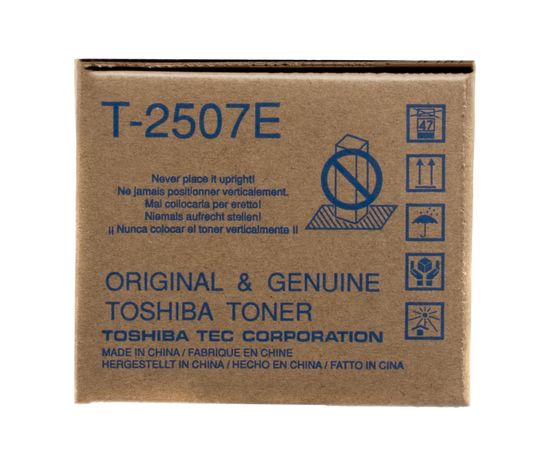 T-2507E
47
Never place it upright!
Ne jamais positionner verticalement.
Mai collocarla per eretto!
Niemals aufrecht stellen!
¡¡ Nunca colocar el toner verticalmente !!
ORIGINAL & GENUINE
TOSHIBA TONER
TOSHIBA TEC CORPORATION
MADE IN CHINA / FABRIQUE EN CHINE
HERGESTELLT IN CHINA / HECHO EN CHINA / FATTO IN CINA